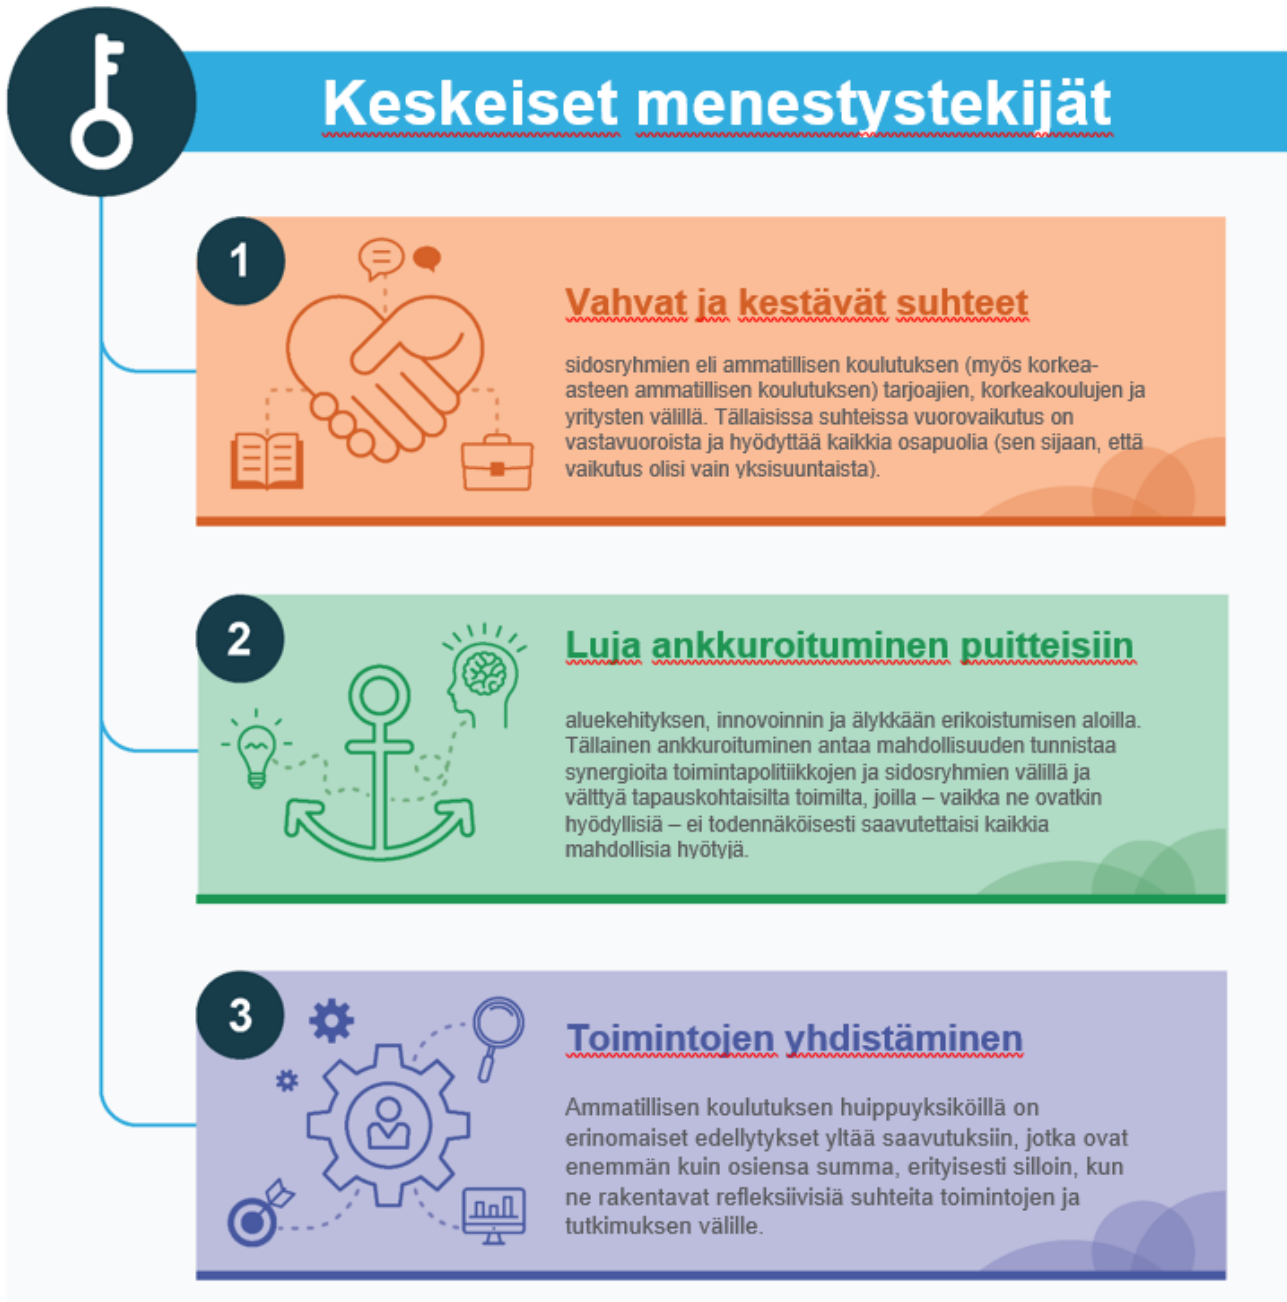 Keskeiset menestystekijät
1
Vahvat ja kestävät suhteet
sidosryhmien eli ammatillisen koulutuksen (myös korkea-
asteen ammatillisen koulutuksen) tarjoajien, korkeakoulujen ja
yritysten välillä. Tällaisissa suhteissa vuorovaikutus on
vastavuoroista ja hyödyttää kaikkia osapuolia (sen sijaan, että
vaikutus olisi vain yksisuuntaista).
2
Luja ankkuroituminen puitteisiin
aluekehityksen, innovoinnin ja älykkään erikoistumisen aloilla.
Tällainen ankkuroituminen antaa mahdollisuuden tunnistaa
synergioita toimintapolitiikkojen ja sidosryhmien välillä ja
välttyä tapauskohtaisilta toimilta, joilla – vaikka ne ovatkin
hyödyllisiä – ei todennäköisesti saavutettaisi kaikkia
mahdollisia hyötyjä.
3
Toimintojen yhdistäminen
Ammatillisen koulutuksen huippuyksiköillä on
erinomaiset edellytykset yltää saavutuksiin, jotka ovat
enemmän kuin osiensa summa, erityisesti silloin, kun
ne rakentavat refleksiivisiä suhteita toimintojen ja
tutkimuksen välille.